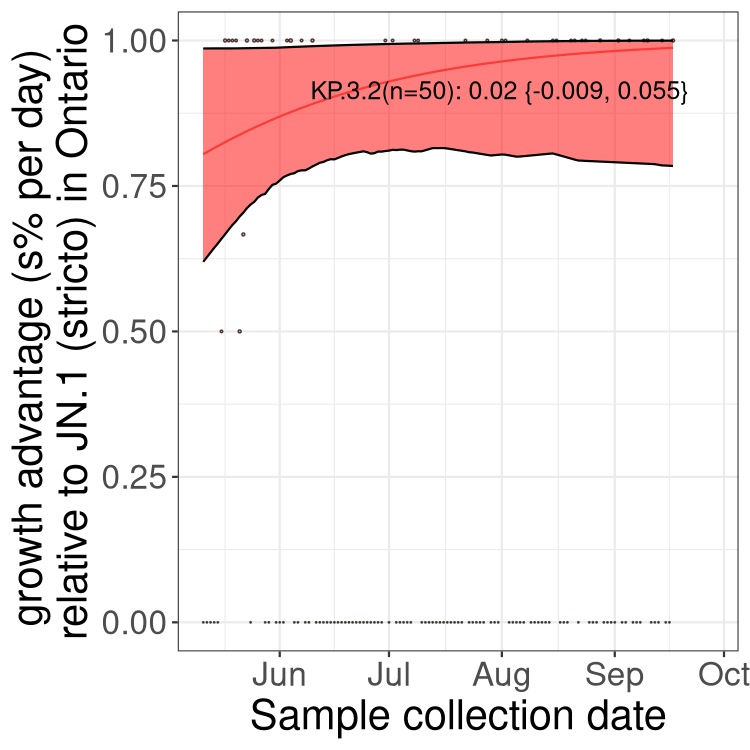 growth advantage (s% per day)
relative to JN.1 (stricto) in Ontario
1.00
0.75
0.50
0.25
0.00
KP.3.2(n=50): 0.02 {-0.009, 0.055}
Jun Jul Aug Sep Oct
Sample collection date